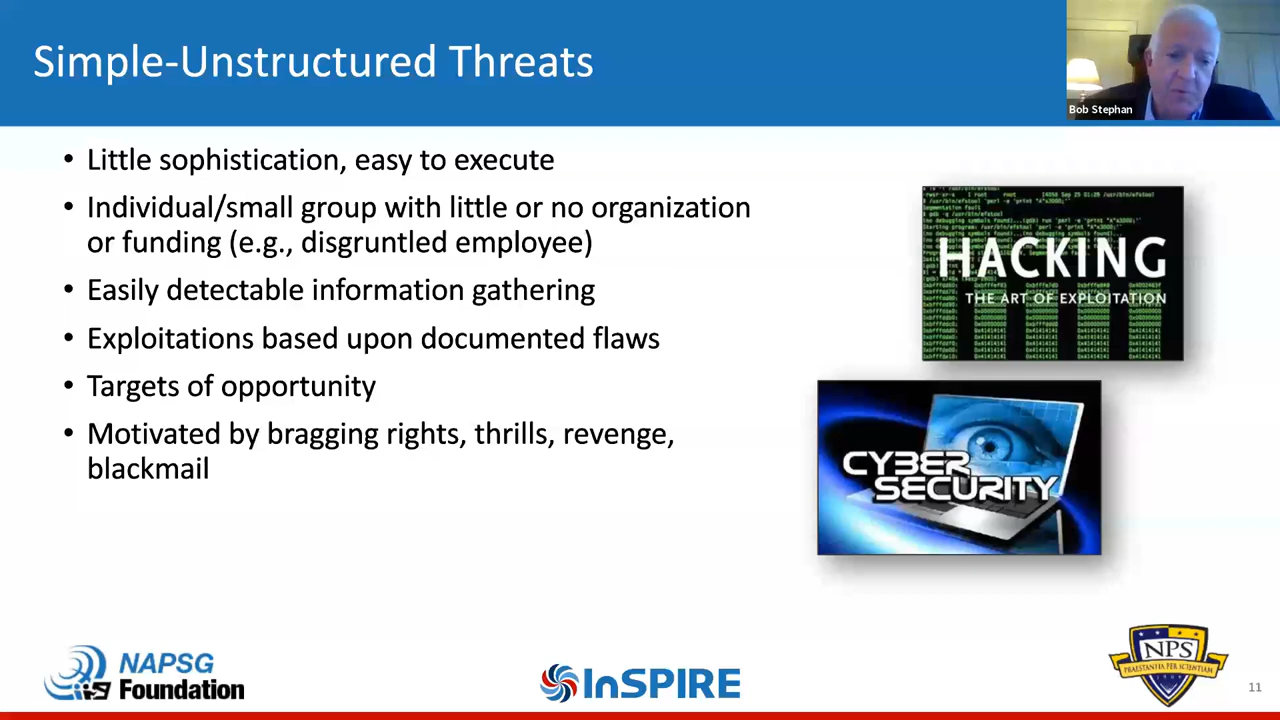 Simple-Unstructured Threats
Bob Stephan
• Little sophistication, easy to execute
• Individual/small group with little or no organization
or funding (e.g., disgruntled employee)
• Easily detectable information gathering
• Exploitations based upon documented flaws
• Targets of opportunity
• Motivated by bragging rights, thrills, revenge,
blackmail
HACKING
THE ART OF EXPLOITATION
CYBER
SECURITY
NAPSG
Foundation
InSPIRE
NPS
PRAESTANTIA PER SCIENTIAM
11